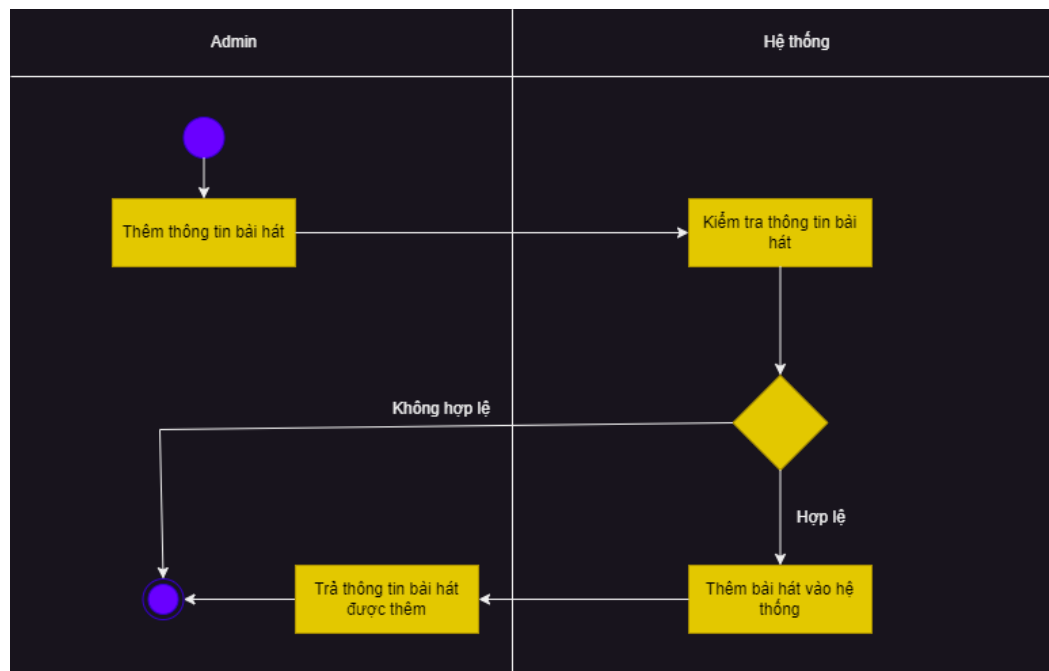 Admin
Hệ thống
Thêm thông tin bài hát
Kiểm tra thông tin bài
hát
Không hợp lệ
Hợp lệ
Trả thông tin bài hát
được thêm
Thêm bài hát vào hệ
thống